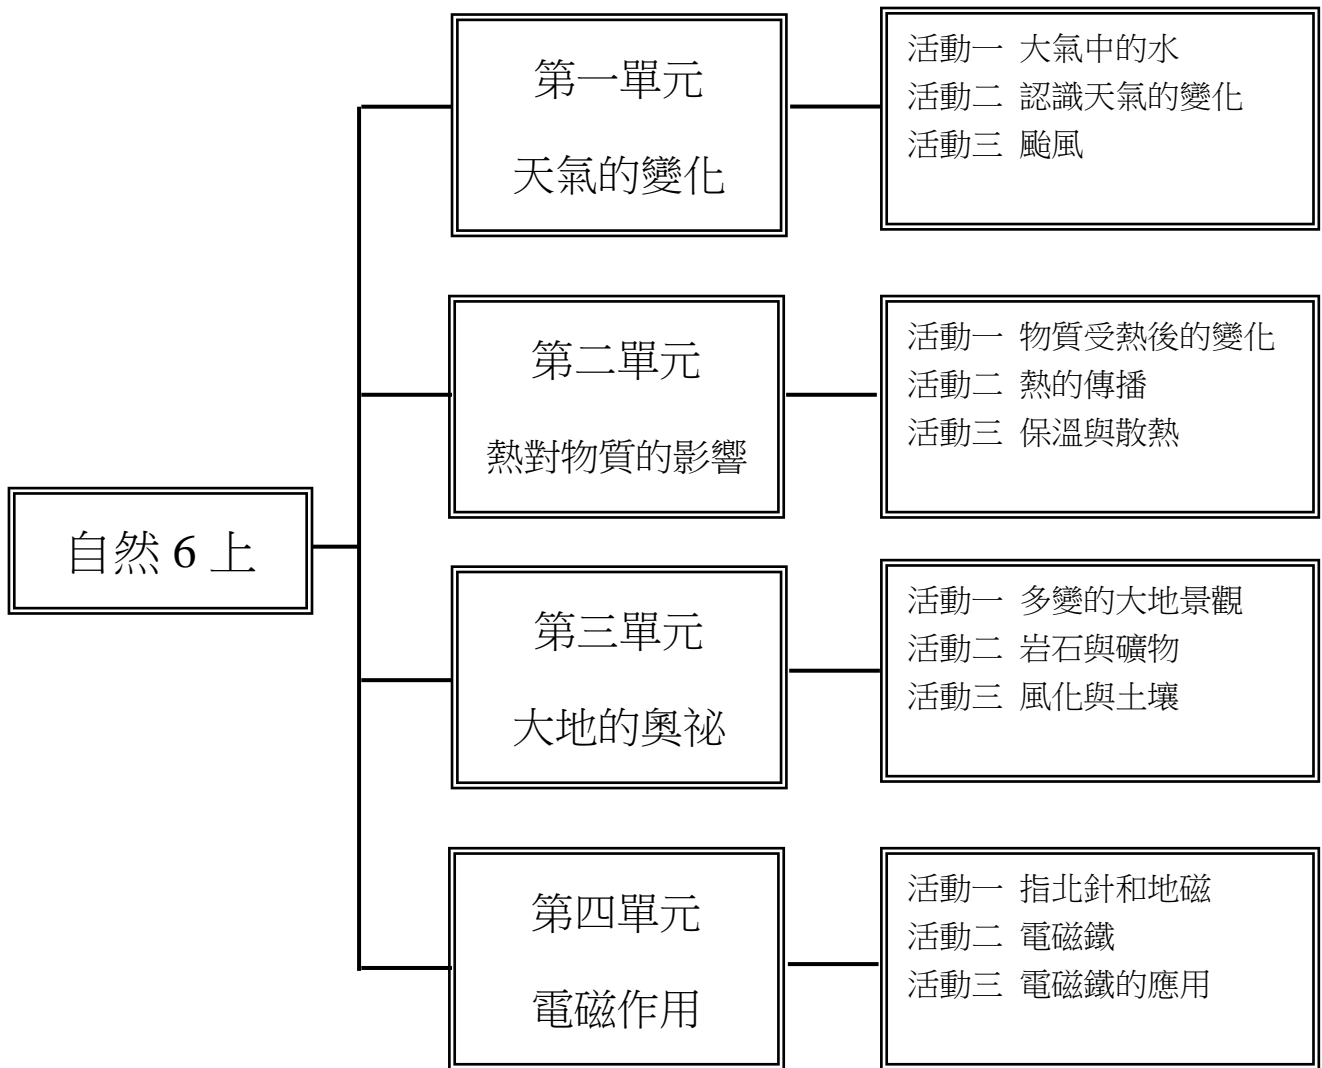 自然 6 上
第一單元
天氣的變化
活動一 大氣中的水
活動二 認識天氣的變化
活動三 颱風
第二單元
熱對物質的影響
活動一 物質受熱後的變化
活動二 熱的傳播
活動三 保溫與散熱
第三單元
大地的奧祕
活動一 多變的大地景觀
活動二 岩石與礦物
活動三 風化與土壤
第四單元
電磁作用
活動一 指北針和地磁
活動二 電磁鐵
活動三 電磁鐵的應用